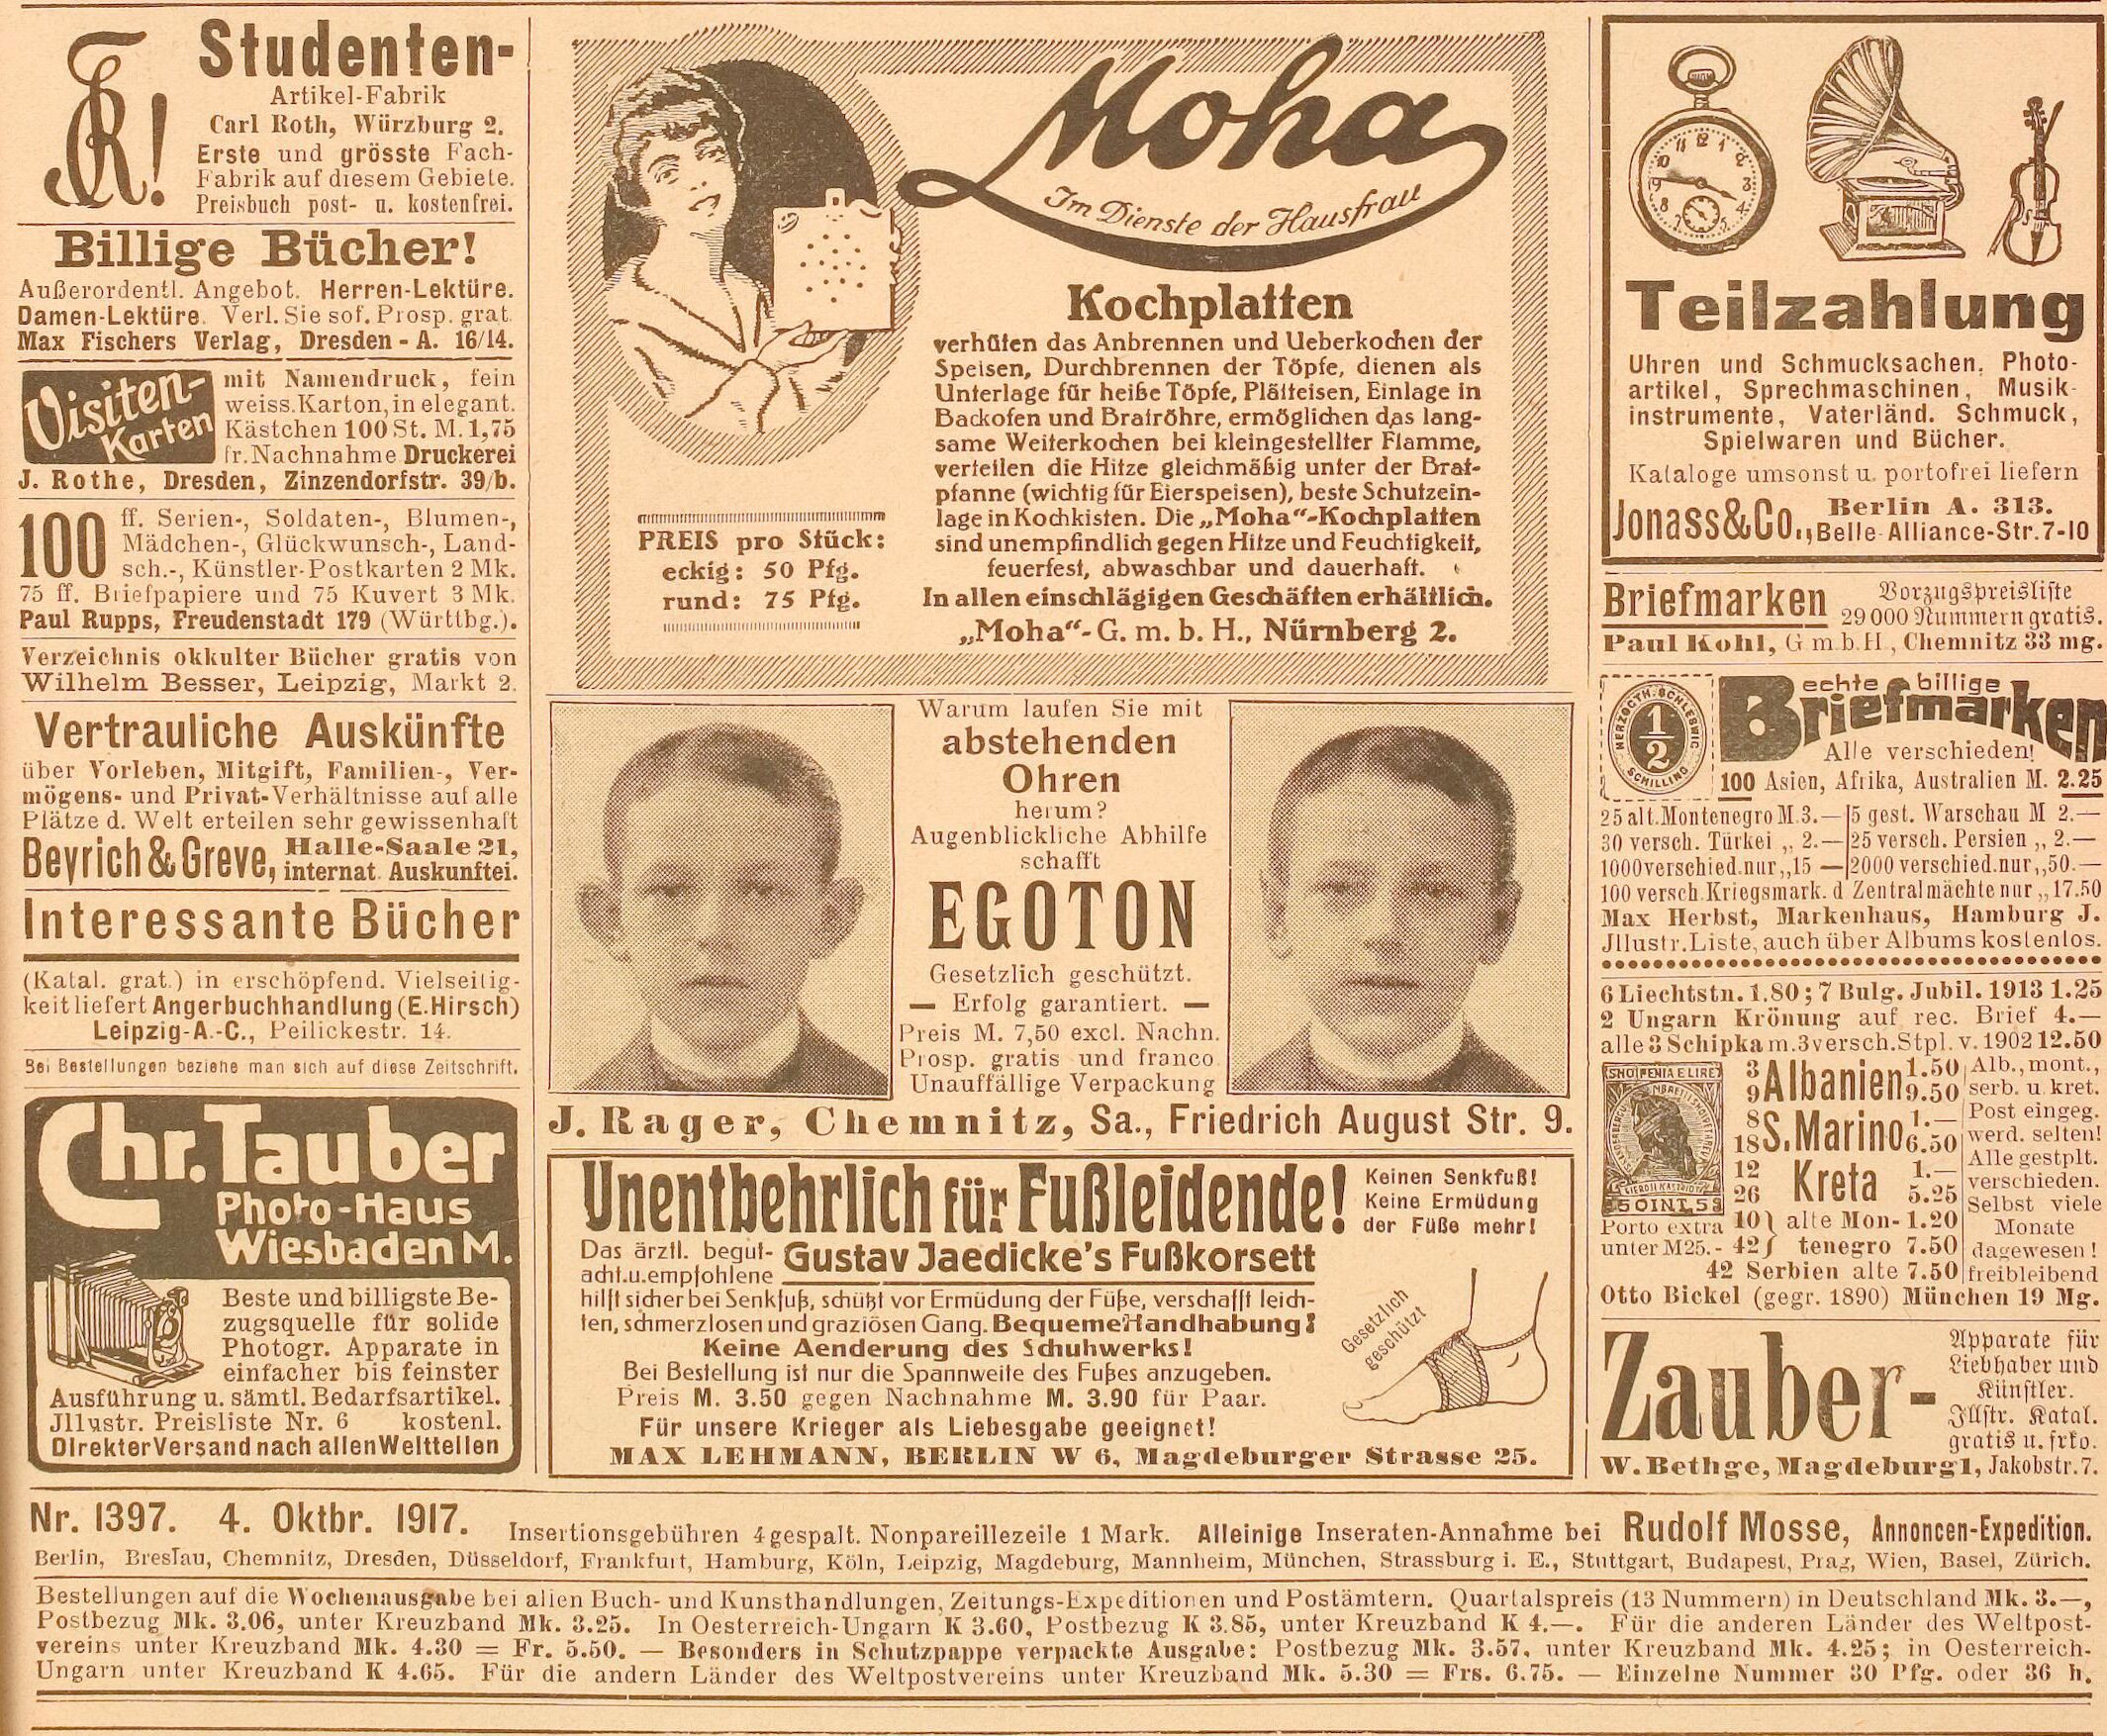 Studenten-
Artikel-Fabrik
Carl Roth, Würzburg 2.
Erste und grösste Fach-
Fabrik auf diesem Gebiete.
Preisbuch post- u. kostenfrei.
Billige Bücher!
Außerordentl. Angebot. Herren-Lektüre.
Damen-Lektüre. Verl. Sie sof. Prosp. grat.
Max Fischers Verlag, Dresden-A. 16/14.
Visiten-
Karten
mit Namendruck, fein
weiss. Karton, in elegant.
Kästchen 100 St. M. 1,75
fr. Nachnahme Druckerei
J. Rothe, Dresden, Zinzendorfstr. 39/b.
100 ff. Serien-, Soldaten-, Blumen-,
Mädchen-, Glückwunsch-, Land-
sch.-, Künstler-Postkarten 2 Mk.
75 ff. Briefpapiere und 75 Kuvert 3 Mk.
Paul Rupps, Freudenstadt 179 (Württbg.).
Verzeichnis okkulter Bücher gratis von
Wilhelm Besser, Leipzig, Markt 2.
Vertrauliche Auskünfte
über Vorleben, Mitgift, Familien-, Ver-
mögens- und Privat-Verhältnisse auf alle
Plätze d. Welt erteilen sehr gewissenhaft
Beyrich & Greve, Halle-Saale 21,
internat. Auskunftei.
Interessante Bücher
(Katal. grat.) in erschöpfend. Vielseitig-
keit liefert Angerbuchhandlung (E. Hirsch)
Leipzig-A.-C., Peilickestr. 14.
Bei Bestellungen beziehe man sich auf diese Zeitschrift.
Chr. Tauber
Photo-Haus
Wiesbaden M.
Beste und billigste Be-
zugsquelle für solide
Photogr. Apparate in
einfacher bis feinster
Ausführung u. sämtl. Bedarfsartikel.
Jllustr. Preisliste Nr. 6 kostenl.
Direkter Versand nach allen Weltteilen
Moha
Im Dienste der Hausfrau
Kochplatten
verhüten das Anbrennen und Ueberkochen der
Speisen, Durchbrennen der Töpfe, dienen als
Unterlage für heiße Töpfe, Plätteisen, Einlage in
Backofen und Bratröhre, ermöglichen das lang-
same Weiterkochen bei kleingestellter Flamme,
verteilen die Hitze gleichmäßig unter der Brat-
pfanne (wichtig für Eierspeisen), beste Schutzein-
lage in Kochkisten. Die „Moha“-Kochplatten
sind unempfindlich gegen Hitze und Feuchtigkeit,
feuerfest, abwaschbar und dauerhaft.
In allen einschlägigen Geschäften erhältlich.
„Moha“-G. m. b. H., Nürnberg 2.
PREIS pro Stück:
eckig: 50 Pfg.
rund: 75 Pfg.
Warum laufen Sie mit
abstehenden
Ohren
herum?
Augenblickliche Abhilfe
schafft
EGOTON
Gesetzlich geschützt.
— Erfolg garantiert. —
Preis M. 7,50 excl. Nachn.
Prosp. gratis und franco.
Unauffällige Verpackung
J. Rager, Chemnitz, Sa., Friedrich August Str. 9.
Unentbehrlich für Fußleidende!
Keinen Senkfuß!
Keine Ermüdung
der Füße mehr!
Das ärztl. begut-
acht. u. empfohlene
Gustav Jaedicke's Fußkorsett
hilft sicher bei Senkfuß, schützt vor Ermüdung der Füße, verschafft leich-
ten, schmerzlosen und graziösen Gang. Bequeme Handhabung!
Keine Aenderung des Schuhwerks!
Bei Bestellung ist nur die Spannweite des Fußes anzugeben.
Preis M. 3.50 gegen Nachnahme M. 3.90 für Paar.
Für unsere Krieger als Liebesgabe geeignet!
MAX LEHMANN, BERLIN W 6, Magdeburger Strasse 25.
Gesetzlich
geschützt
Teilzahlung
Uhren und Schmucksachen, Photo-
artikel, Sprechmaschinen, Musik-
instrumente, Vaterländ. Schmuck,
Spielwaren und Bücher.
Kataloge umsonst u. portofrei liefern
Jonass & Co., Berlin A. 313.
Belle-Alliance-Str. 7-10
Briefmarken Vorzugspreisliste
29000 Nummern gratis.
Paul Kohl, G.m.b.H., Chemnitz 33 mg.
HERZOGTH. SCHLESWIG
1/2
SCHILLING
echte billige
Briefmarken
Alle verschieden!
100 Asien, Afrika, Australien M. 2.25
25 alt. Montenegro M. 3.— 5 gest. Warschau M 2.—
30 versch. Türkei „ 2.— 25 versch. Persien „ 2.—
1000 verschied. nur „ 15 — 2000 verschied. nur „ 50.—
100 versch. Kriegsmark. d Zentralmächte nur „ 17.50
Max Herbst, Markenhaus, Hamburg J.
Jllustr. Liste, auch über Albums kostenlos.
6 Liechtstn. 1.80; 7 Bulg. Jubil. 1913 1.25
2 Ungarn Krönung auf rec. Brief 4.—
alle 3 Schipka m. 3 versch. Stpl. v. 1902 12.50
SHQIPENIA E LIRE
5 QINT 5
3 Albanien 1.50
9 9.50
8 S. Marino 1.—
18 6.50
12 Kreta 1.—
26 5.25
10 alte Mon- 1.20
42 tenegro 7.50
42 Serbien alte 7.50
Porto extra
unter M 25.-
Alb., mont.,
serb. u. kret.
Post eingeg.
werd. selten!
Alle gestplt.
verschieden.
Selbst viele
Monate
dagewesen!
freibleibend
Otto Bickel (gegr. 1890) München 19 Mg.
Zauber-
Apparate für
Liebhaber und
Künstler.
Illstr. Katal.
gratis u. frko.
W. Bethge, Magdeburg 1, Jakobstr. 7.
Nr. 1397. 4. Oktbr. 1917. Insertionsgebühren 4 gespalt. Nonpareillezeile 1 Mark. Alleinige Inseraten-Annahme bei Rudolf Mosse, Annoncen-Expedition.
Berlin, Breslau, Chemnitz, Dresden, Düsseldorf, Frankfurt, Hamburg, Köln, Leipzig, Magdeburg, Mannheim, München, Strassburg i. E., Stuttgart, Budapest, Prag, Wien, Basel, Zürich.
Bestellungen auf die Wochenausgabe bei allen Buch- und Kunsthandlungen, Zeitungs-Expeditionen und Postämtern. Quartalspreis (13 Nummern) in Deutschland Mk. 3.—,
Postbezug Mk. 3.06, unter Kreuzband Mk. 3.25. In Oesterreich-Ungarn K 3.60, Postbezug K 3.85, unter Kreuzband K 4.—. Für die anderen Länder des Weltpost-
vereins unter Kreuzband Mk. 4.30 = Fr. 5.50. — Besonders in Schutzpappe verpackte Ausgabe: Postbezug Mk. 3.57, unter Kreuzband Mk. 4.25; in Oesterreich-
Ungarn unter Kreuzband K 4.65. Für die andern Länder des Weltpostvereins unter Kreuzband Mk. 5.30 = Frs. 6.75. — Einzelne Nummer 30 Pfg. oder 36 h.